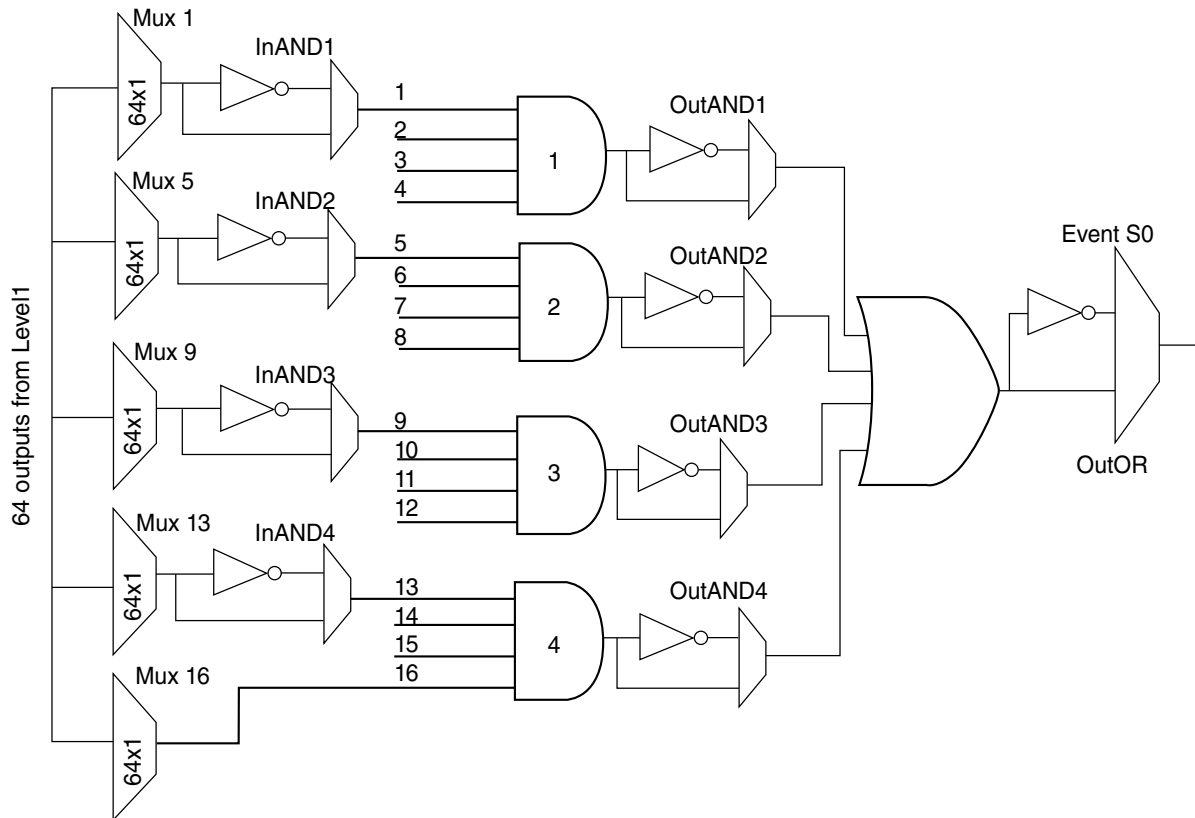 64 outputs from Level1
Mux 1
64x1
InAND1
1
2
3
4
1
OutAND1
Mux 5
64x1
InAND2
5
6
7
8
2
OutAND2
Mux 9
64x1
InAND3
9
10
11
12
3
OutAND3
Mux 13
64x1
InAND4
13
14
15
16
4
OutAND4
Mux 16
64x1
Event S0
OutOR